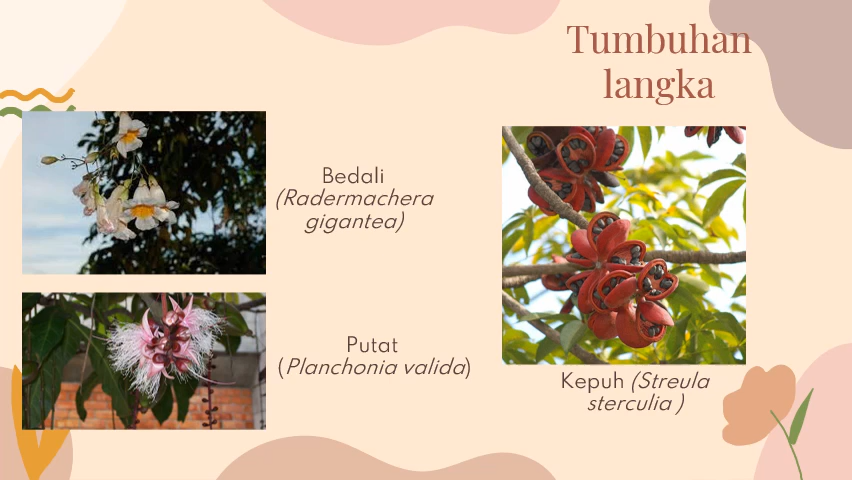 Tumbuhan
langka
Bedali
(Radermachera
gigantea)
Putat
(Planchonia valida)
Kepuh (Streula
sterculia )